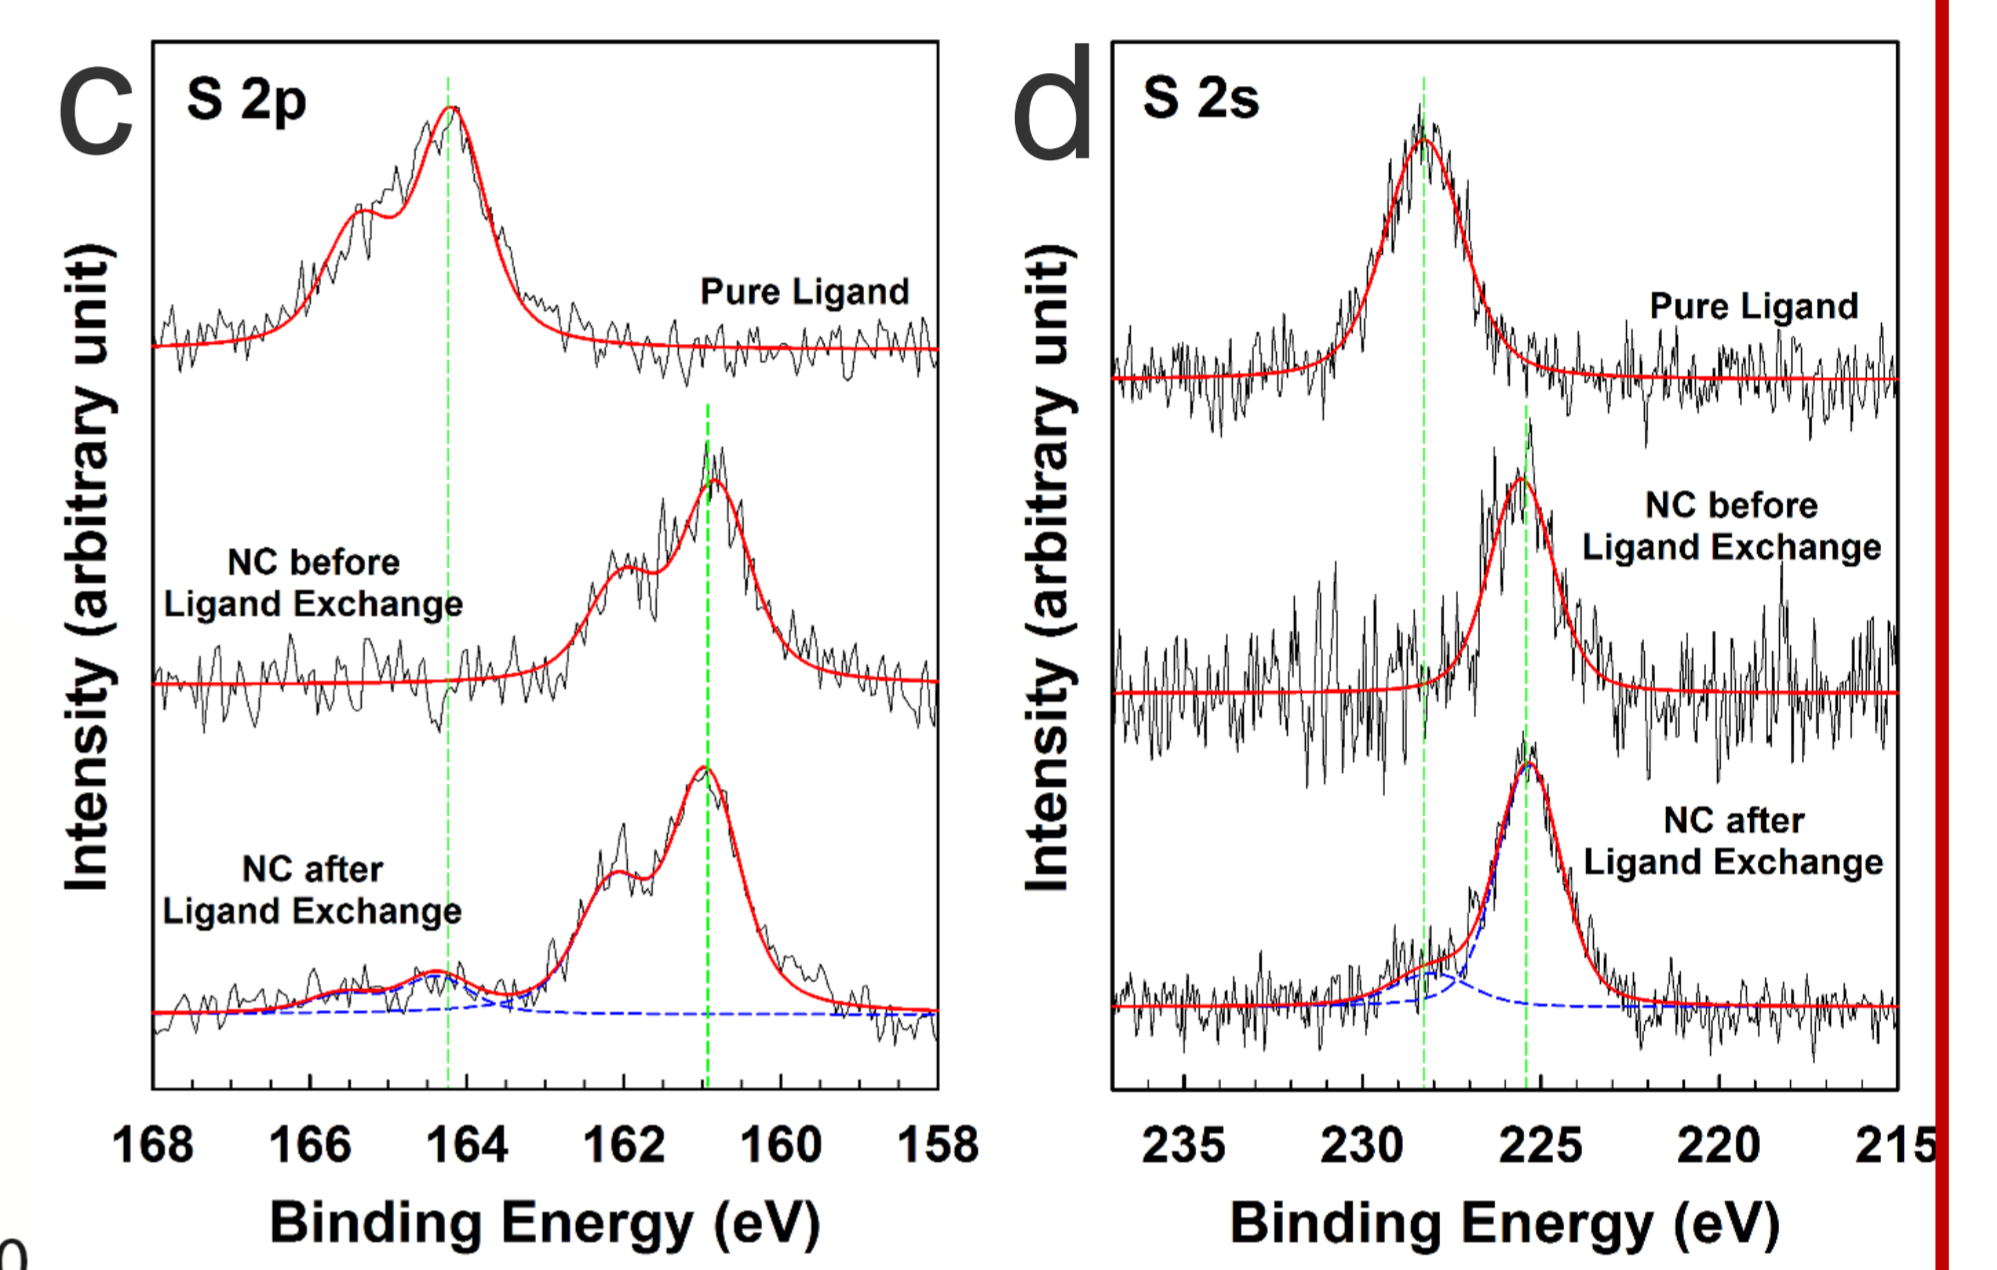 c
S 2p
Pure Ligand
NC before
Ligand Exchange
NC after
Ligand Exchange
Intensity (arbitrary unit)
168 166 164 162 160 158
Binding Energy (eV)
d
S 2s
Pure Ligand
NC before
Ligand Exchange
NC after
Ligand Exchange
Intensity (arbitrary unit)
235 230 225 220 215
Binding Energy (eV)